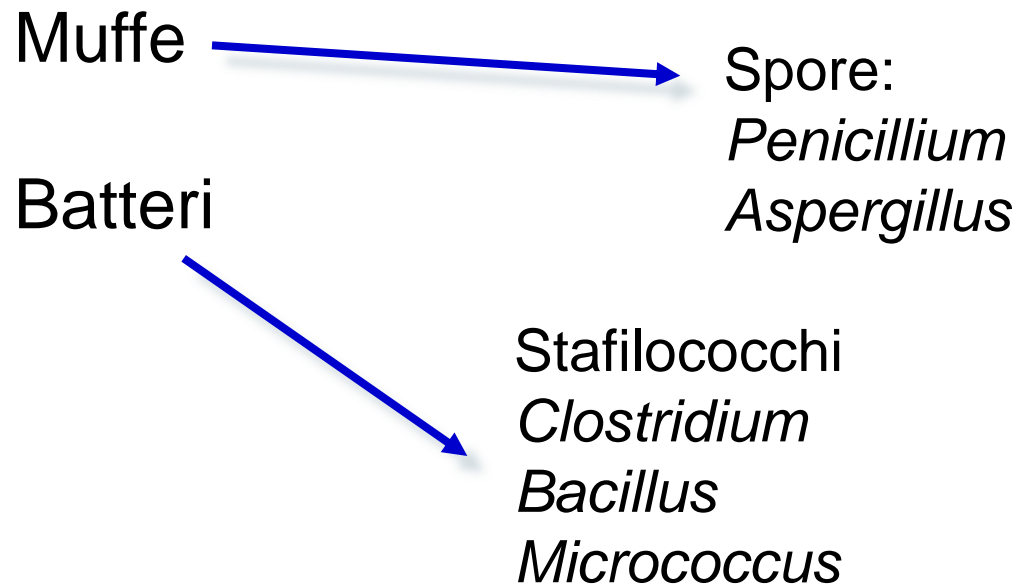 Muffe
Spore:
Penicillium
Aspergillus
Batteri
Stafilococchi
Clostridium
Bacillus
Micrococcus